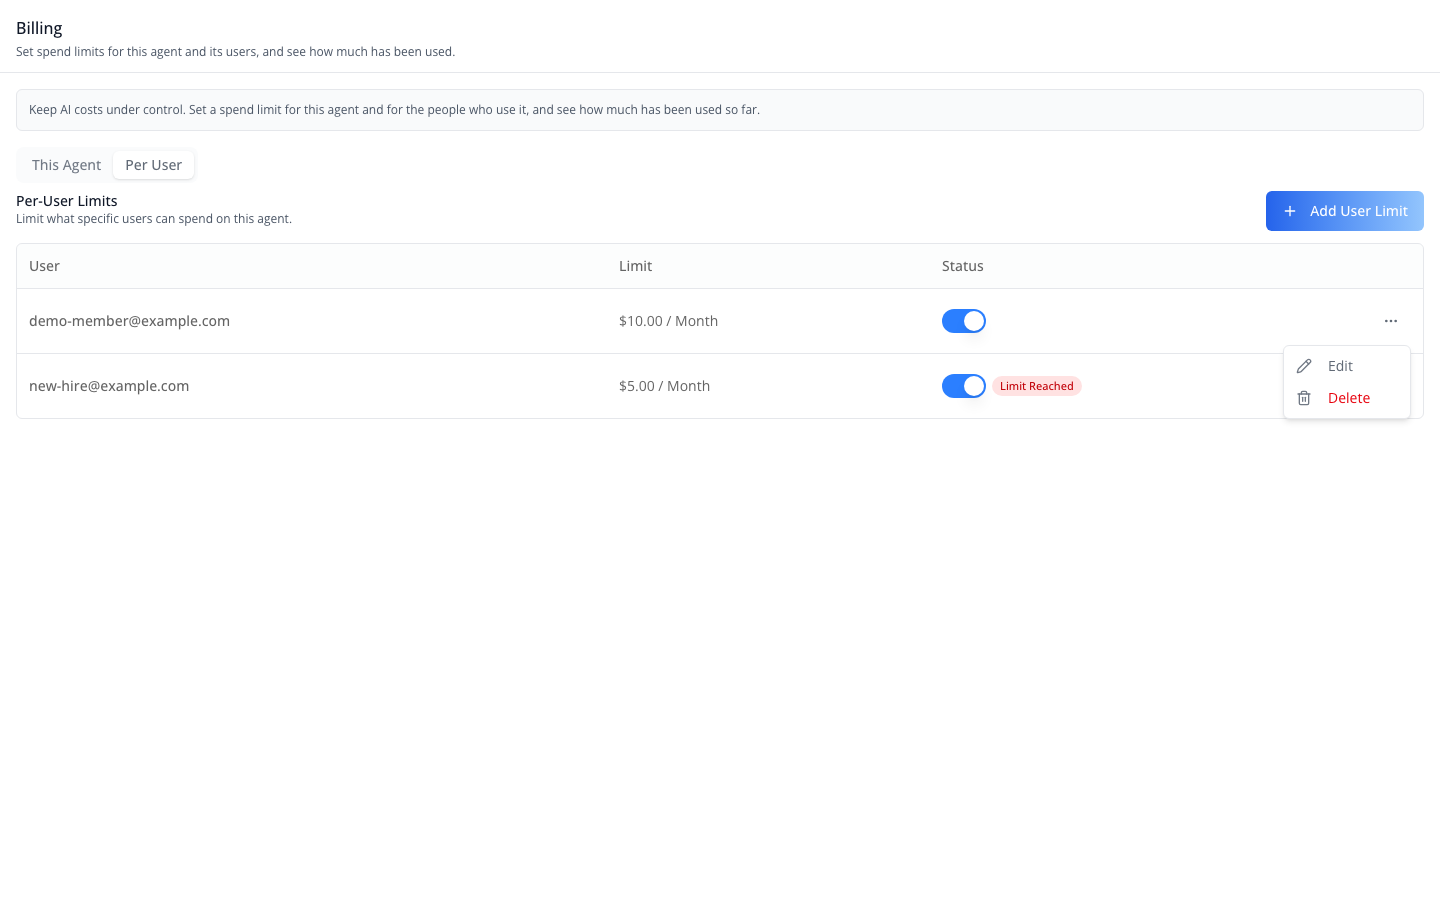 Billing
Set spend limits for this agent and its users, and see how much has been used.
Keep AI costs under control. Set a spend limit for this agent and for the people who use it, and see how much has been used so far.
This Agent Per User
Per-User Limits
Limit what specific users can spend on this agent.
Add User Limit
User Limit Status
demo-member@example.com $10.00 / Month
new-hire@example.com $5.00 / Month Limit Reached
Edit
Delete